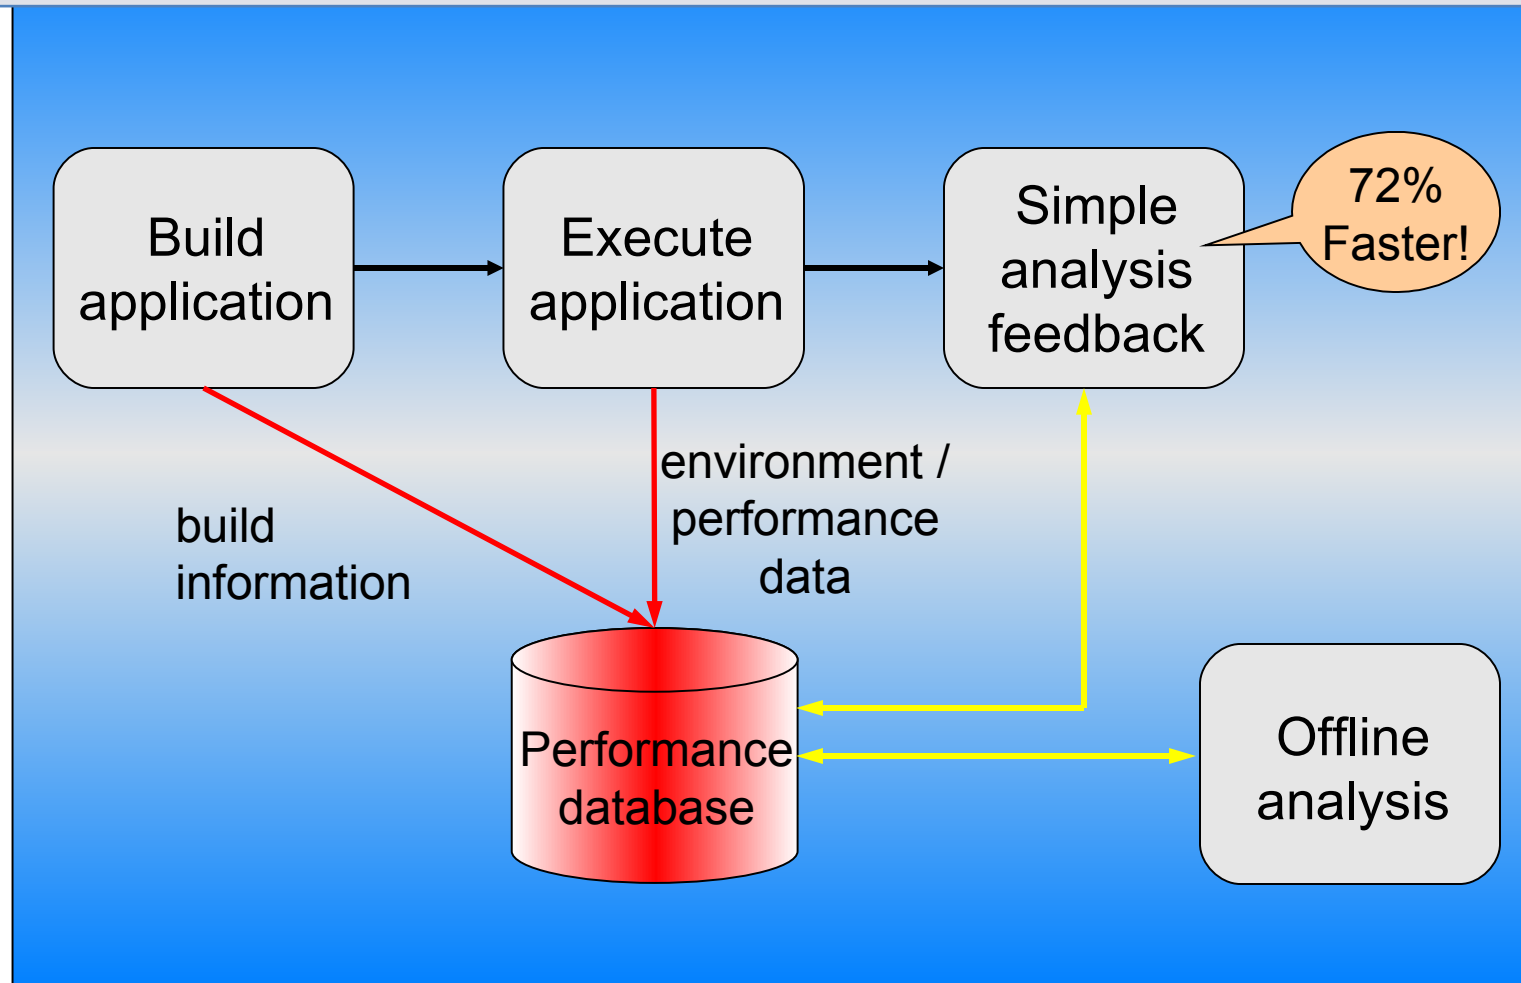 Build
application
Execute
application
Simple
analysis
feedback
72%
Faster!
build
information
environment /
performance
data
Performance
database
Offline
analysis